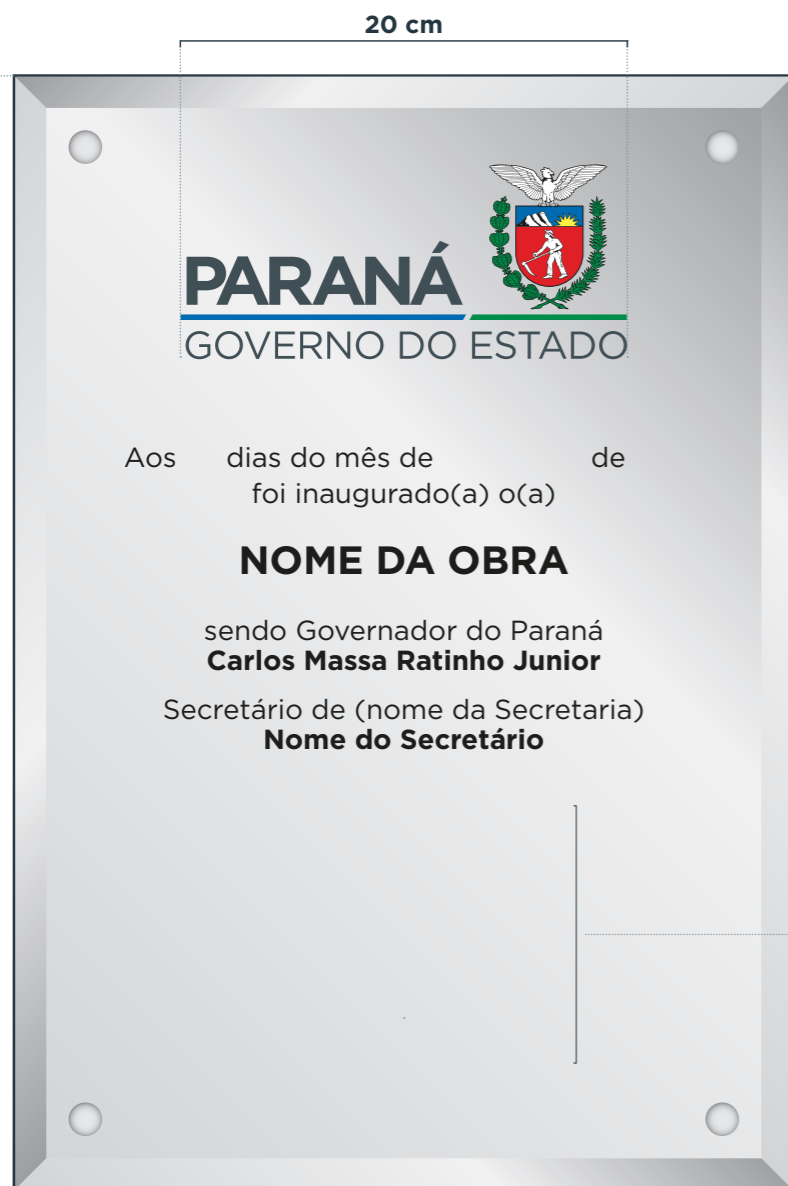 20 cm
PARANÁ
GOVERNO DO ESTADO
Aos dias do mês de de
foi inaugurado(a) o(a)
NOME DA OBRA
sendo Governador do Paraná
Carlos Massa Ratinho Junior
Secretário de (nome da Secretaria)
Nome do Secretário